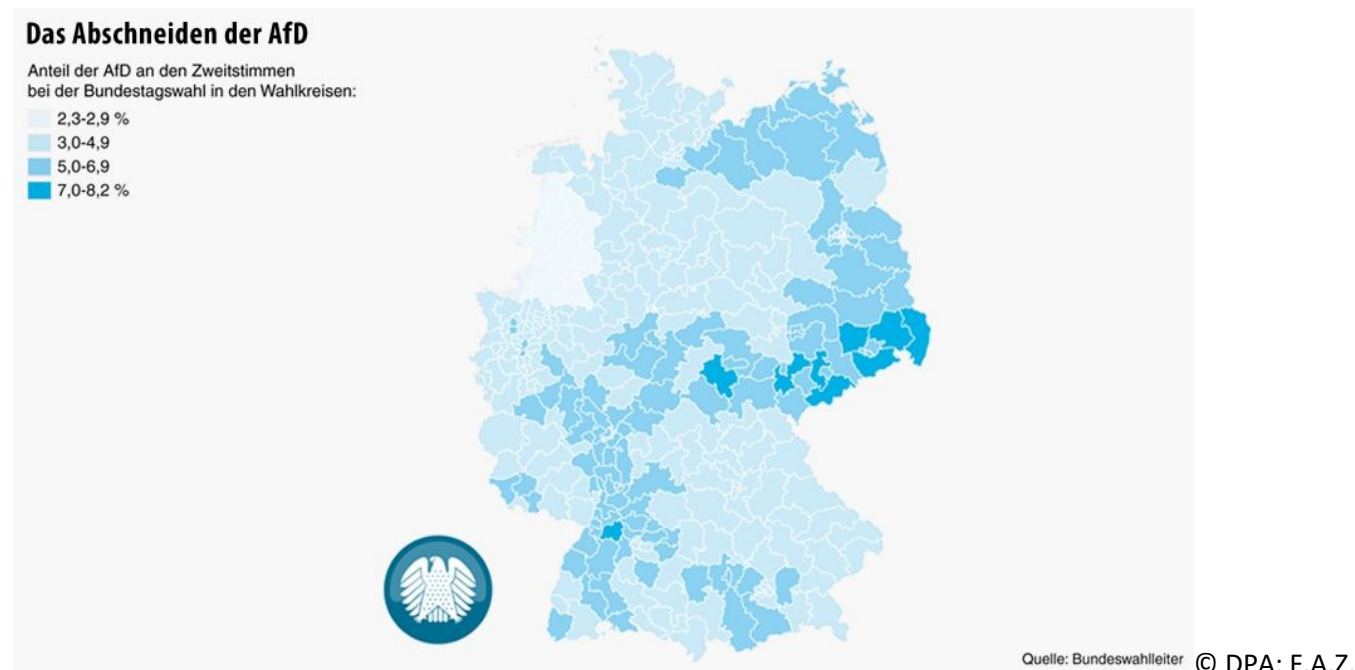 Das Abschneiden der AfD
Anteil der AfD an den Zweitstimmen
bei der Bundestagswahl in den Wahlkreisen:
2,3-2,9 %
3,0-4,9
5,0-6,9
7,0-8,2 %
Quelle: Bundeswahlleiter © DPA; F.A.Z.